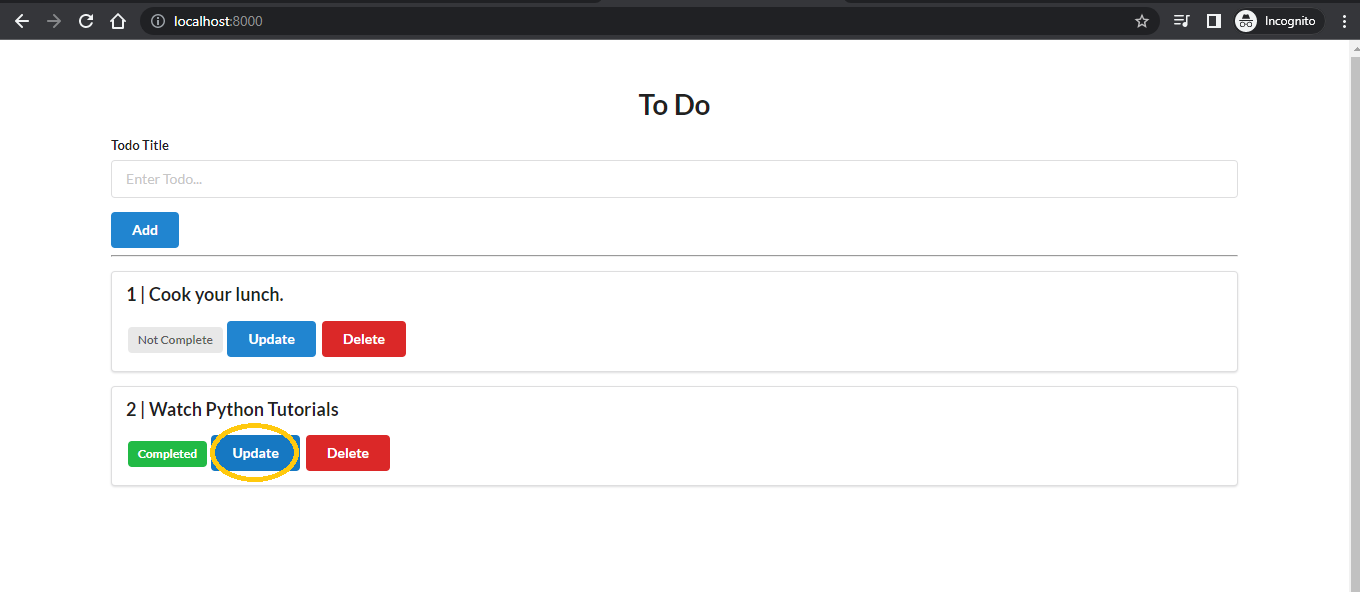 localhost:8000 Incognito
To Do
Todo Title
Enter Todo...
Add
1 | Cook your lunch.
Not Complete Update Delete
2 | Watch Python Tutorials
Completed Update Delete